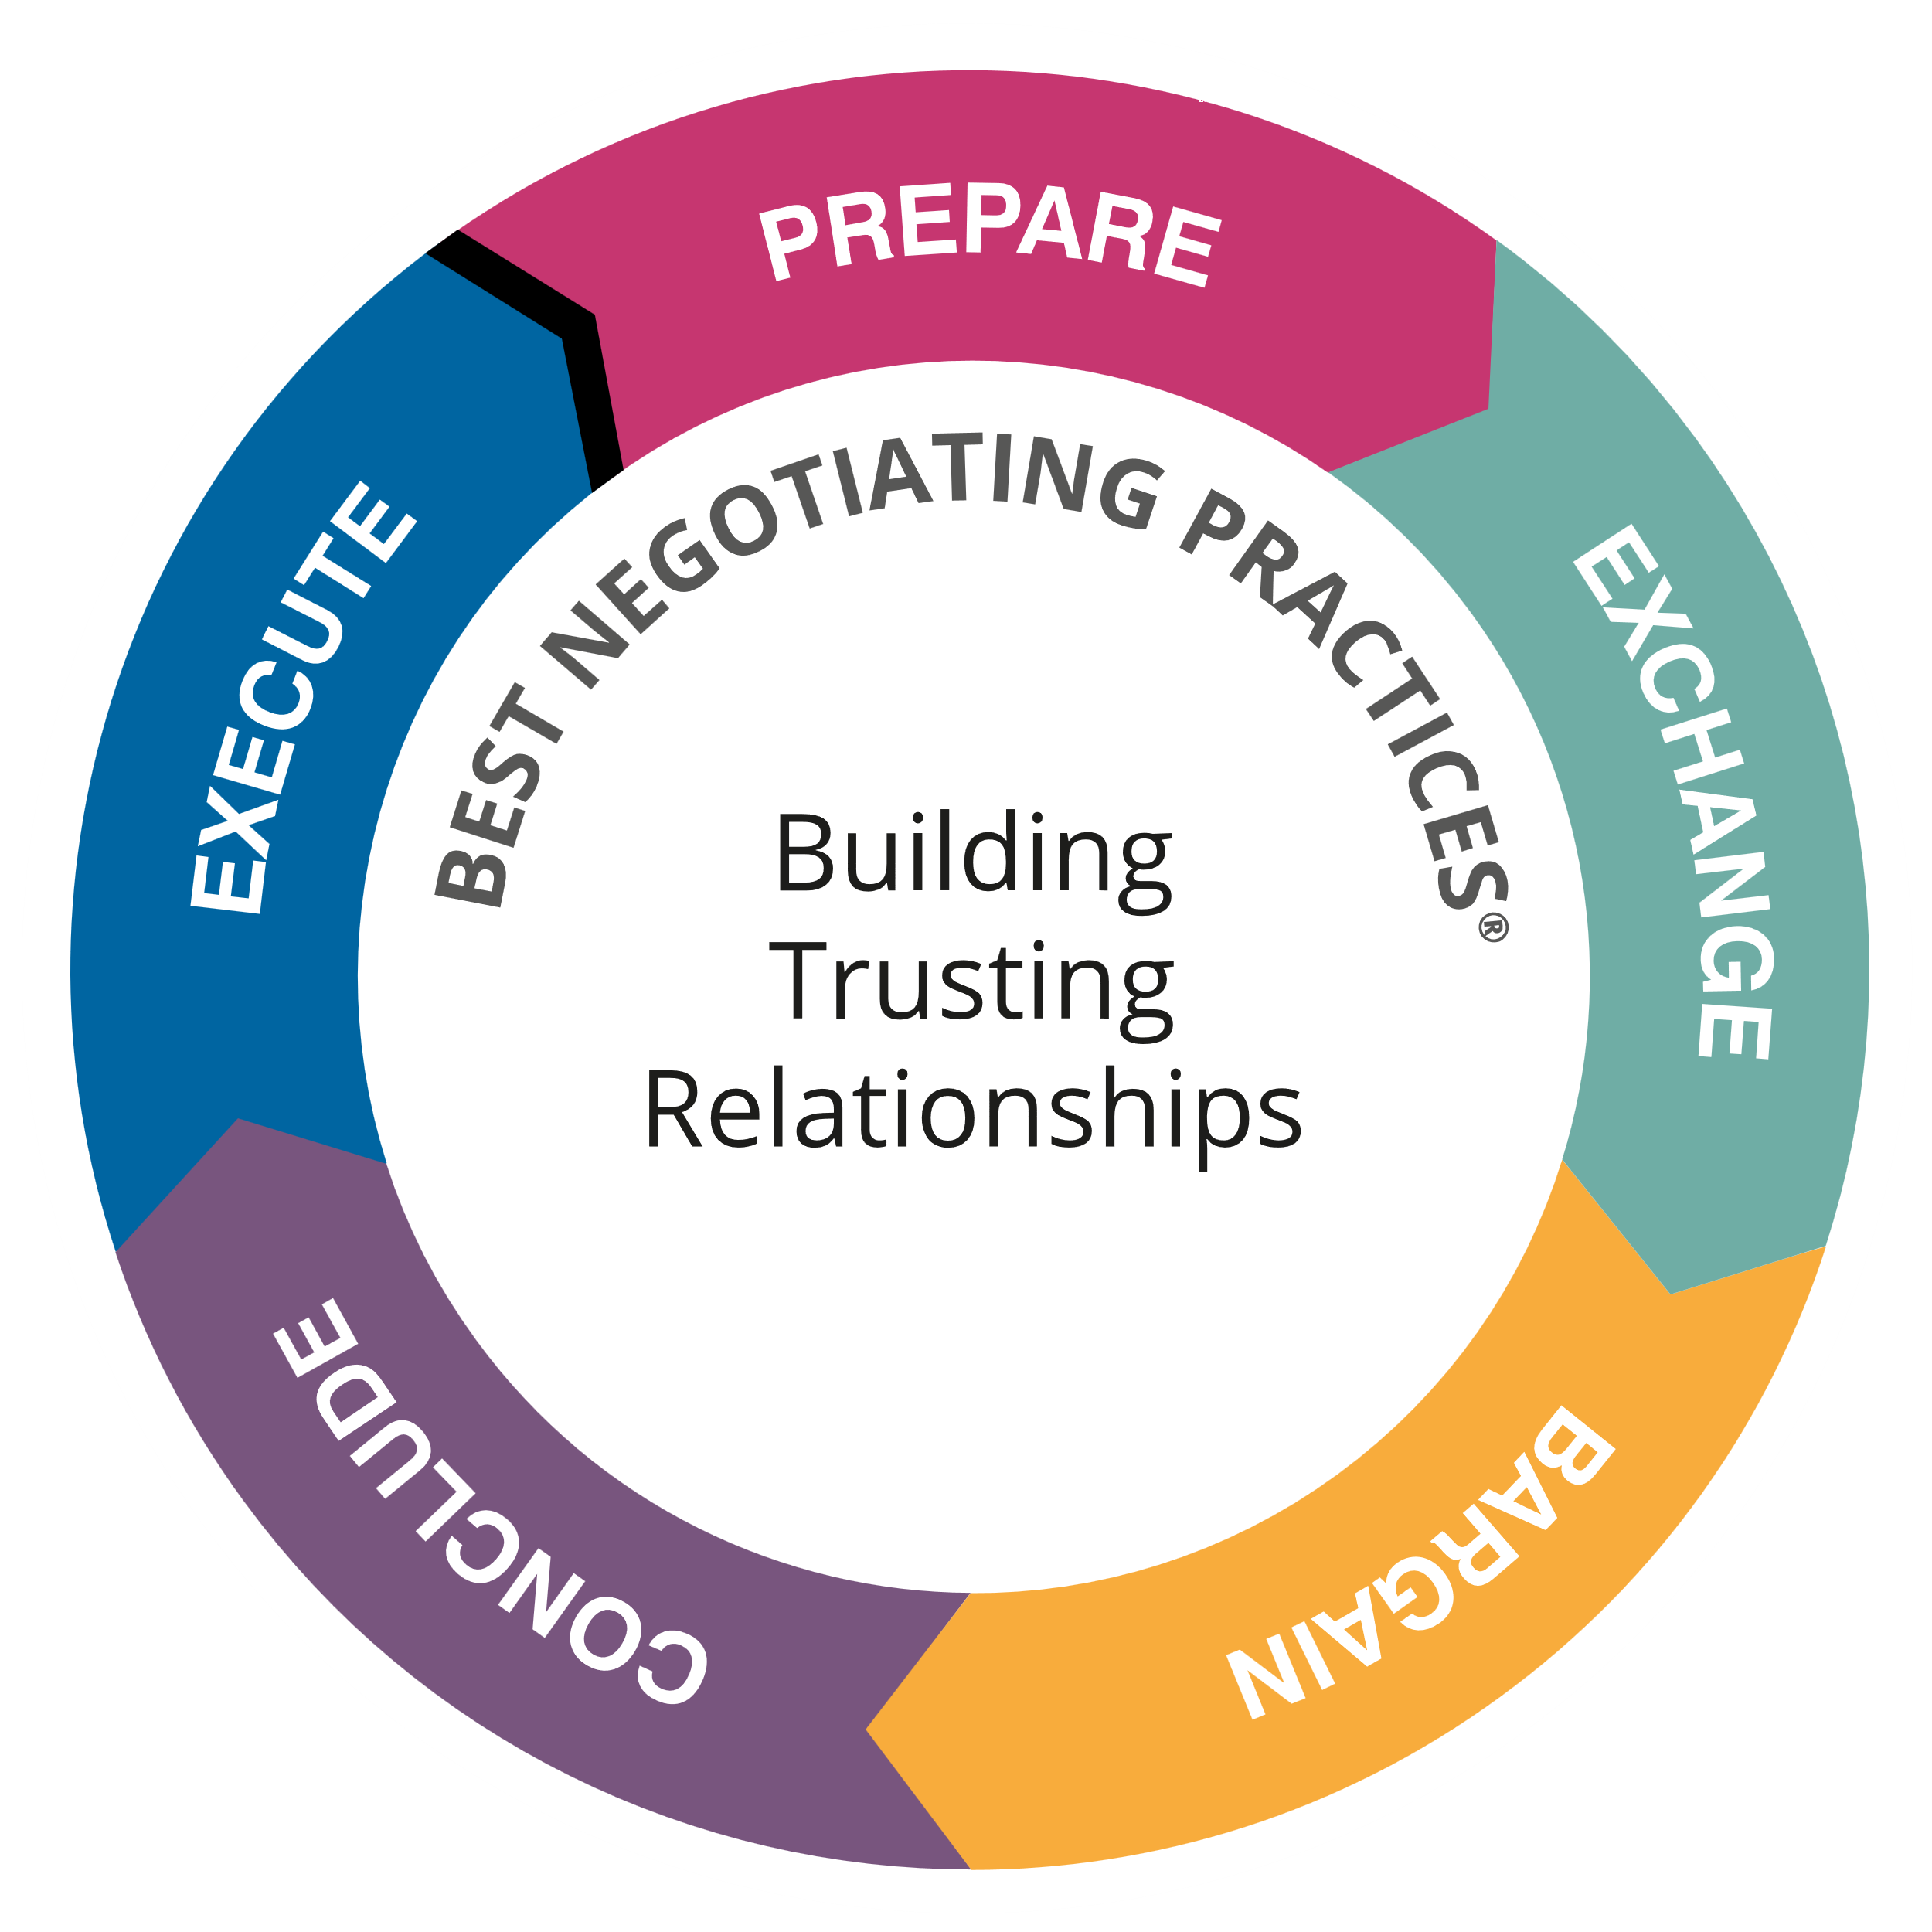 PREPARE
EXCHANGE
BARGAIN
CONCLUDE
EXECUTE
BEST NEGOTIATING PRACTICES®
Building
Trusting
Relationships